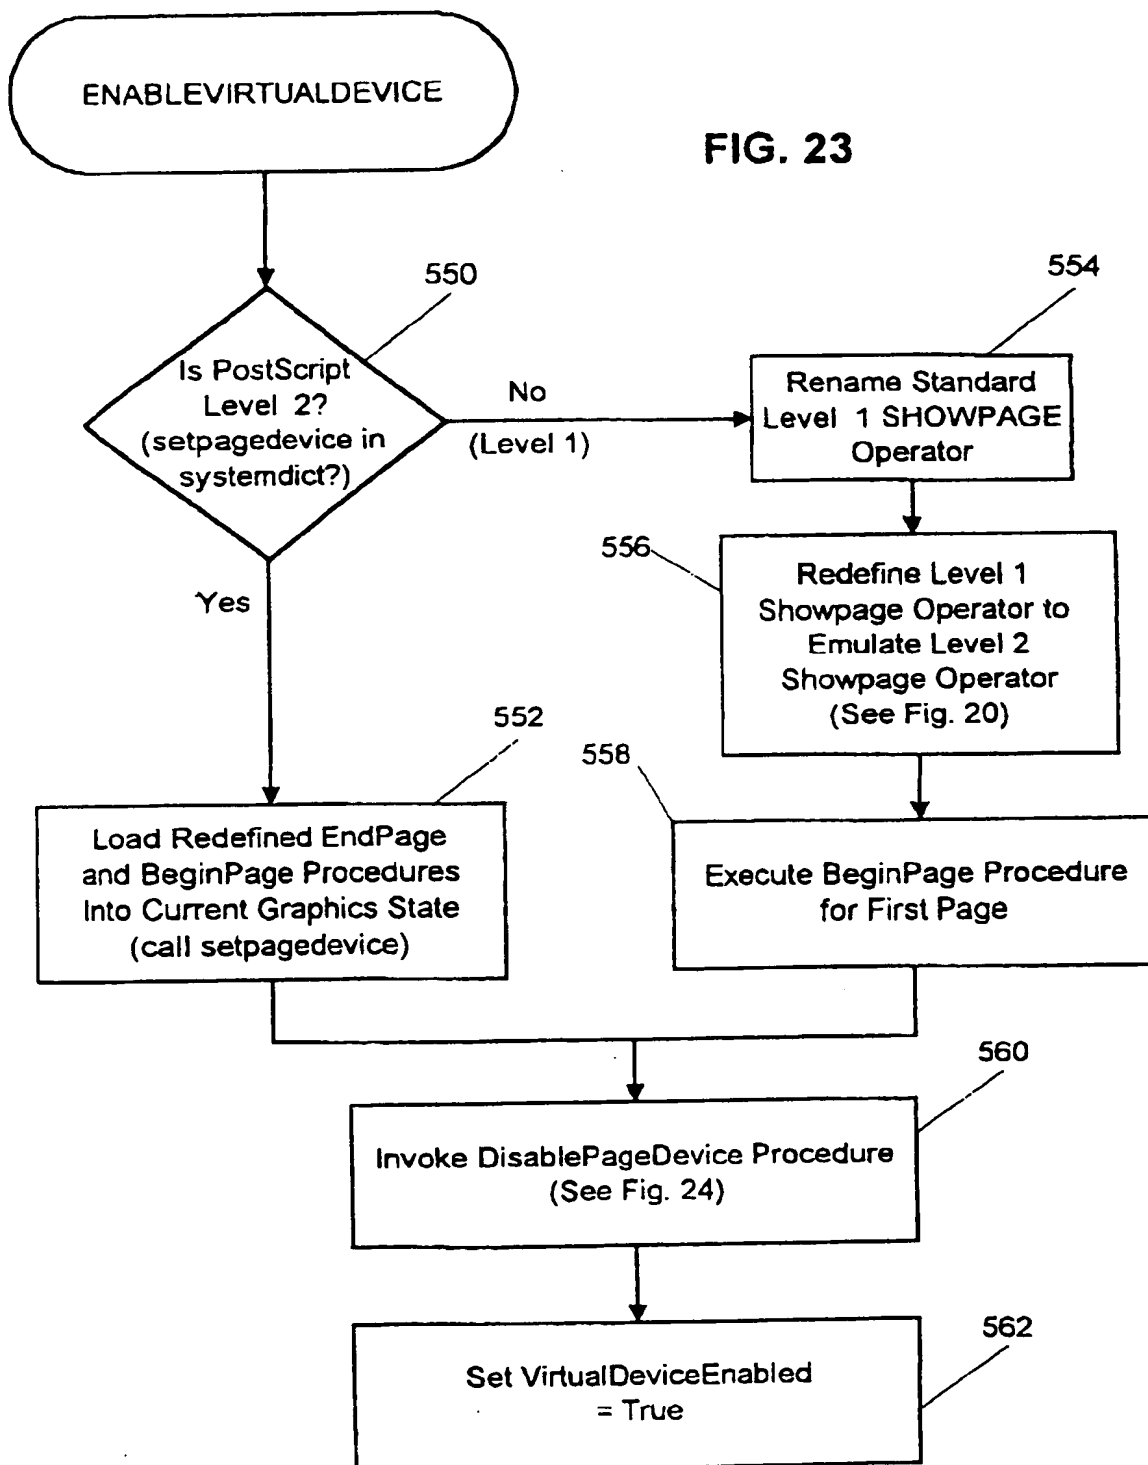 ENABLEVIRTUALDEVICE
FIG. 23
550
Is PostScript
Level 2?
(setpagedevice in
systemdict?)
No
(Level 1)
Yes
554
Rename Standard
Level 1 SHOWPAGE
Operator
556
Redefine Level 1
Showpage Operator to
Emulate Level 2
Showpage Operator
(See Fig. 20)
552
Load Redefined EndPage
and BeginPage Procedures
Into Current Graphics State
(call setpagedevice)
558
Execute BeginPage Procedure
for First Page
560
Invoke DisablePageDevice Procedure
(See Fig. 24)
562
Set VirtualDeviceEnabled
= True